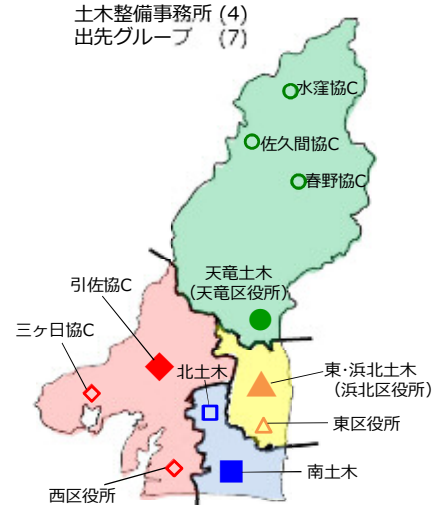 土木整備事務所 (4)
出先グループ (7)
水窪協C
佐久間協C
春野協C
天竜土木
(天竜区役所)
引佐協C
三ヶ日協C
北土木
東・浜北土木
(浜北区役所)
東区役所
南土木
西区役所